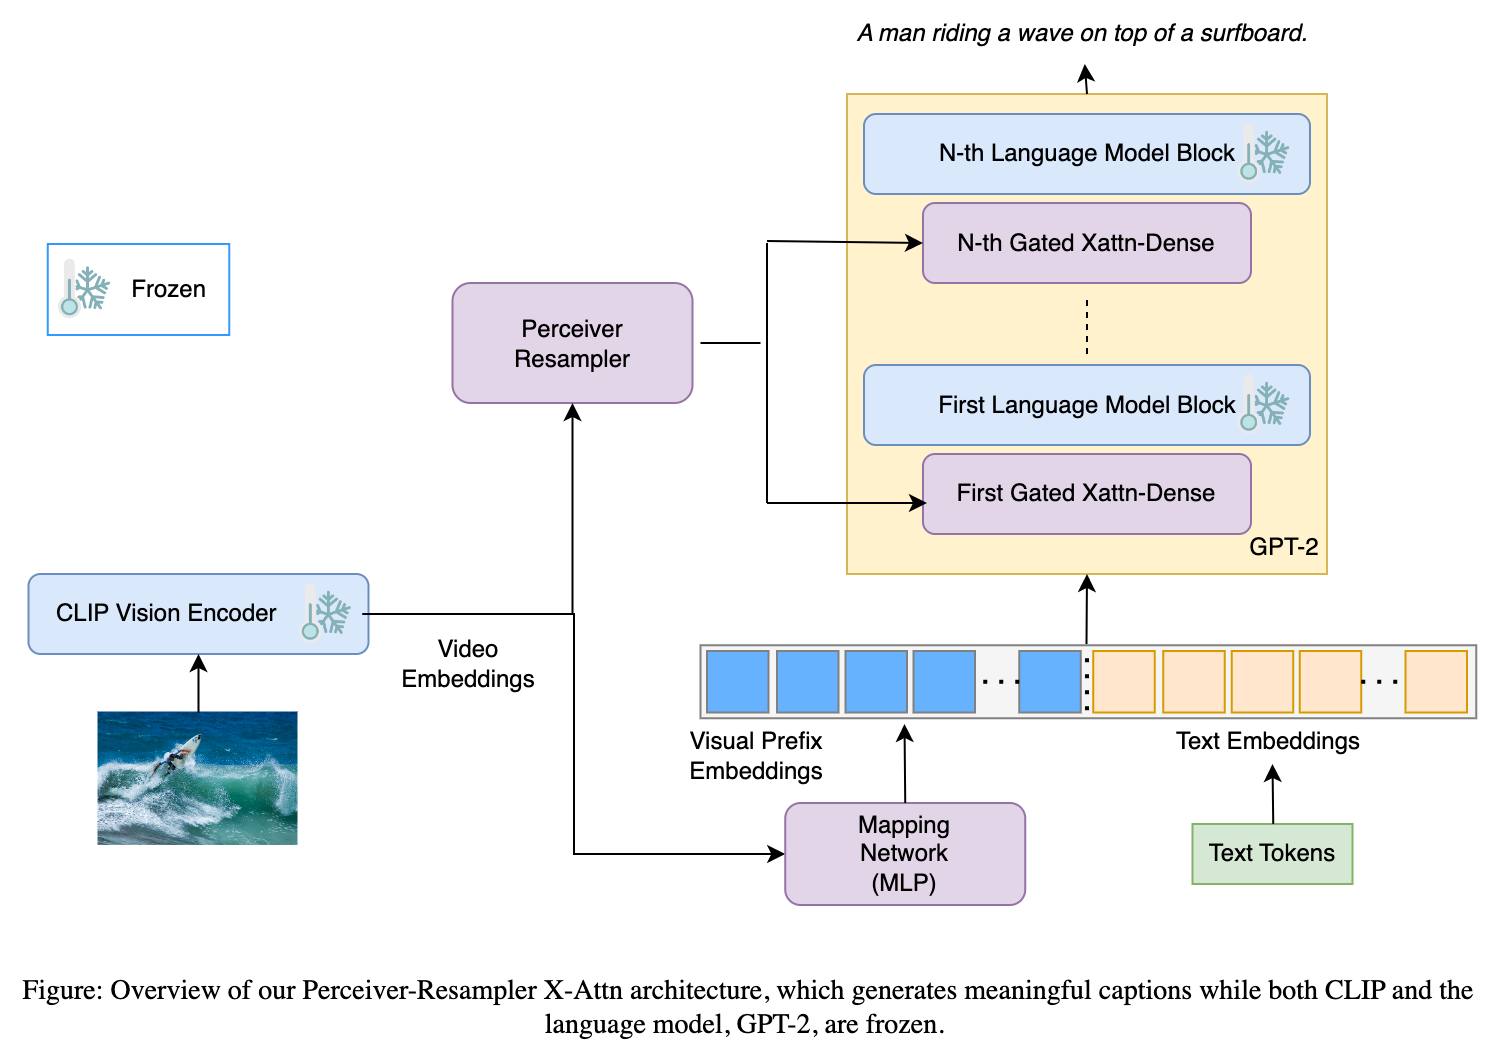 A man riding a wave on top of a surfboard.
N-th Language Model Block
N-th Gated Xattn-Dense
Frozen
Perceiver
Resampler
First Language Model Block
First Gated Xattn-Dense
GPT-2
CLIP Vision Encoder
Video
Embeddings
Visual Prefix
Embeddings
Text Embeddings
Mapping
Network
(MLP)
Text Tokens
Figure: Overview of our Perceiver-Resampler X-Attn architecture, which generates meaningful captions while both CLIP and the
language model, GPT-2, are frozen.